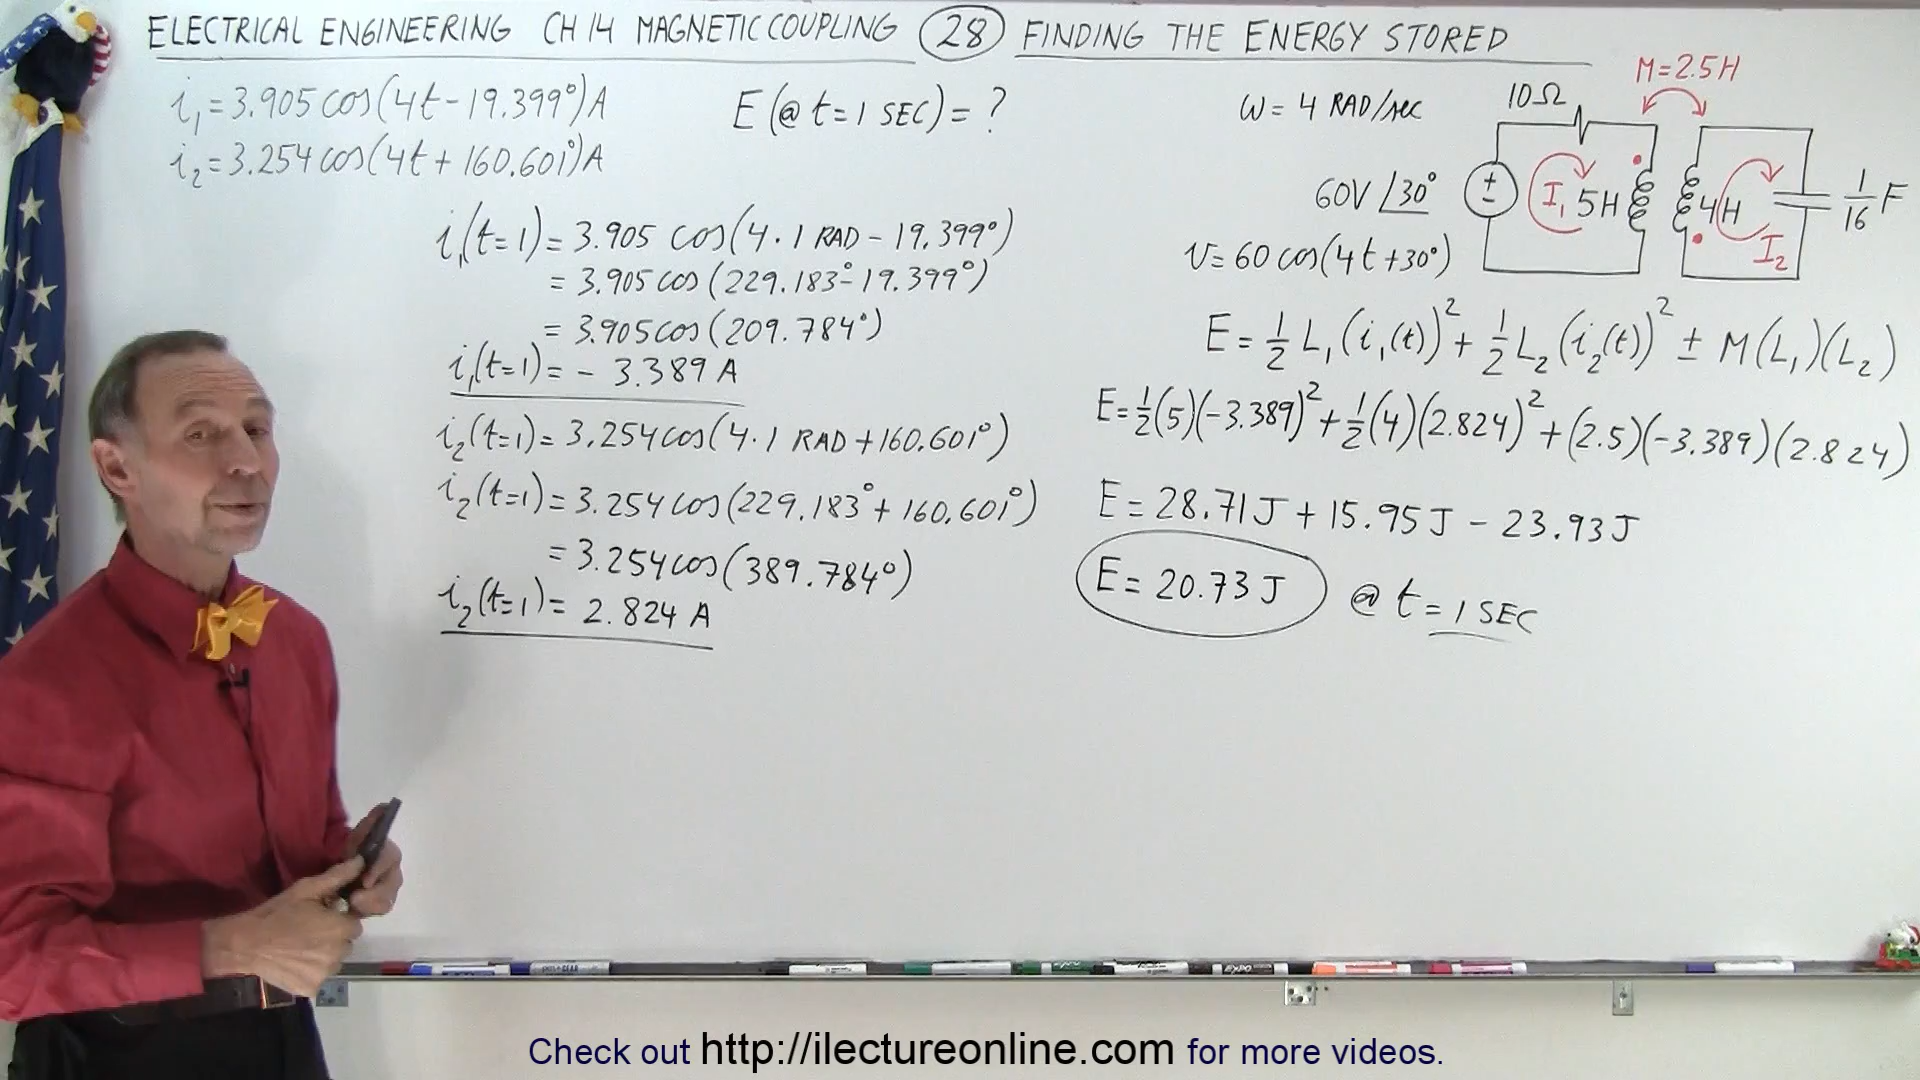 ELECTRICAL ENGINEERING CH 14 MAGNETIC COUPLING 28 FINDING THE ENERGY STORED
i₁ = 3.905 cos(4t - 19.399°) A
i₂ = 3.254 cos(4t + 160.601°) A
E (@ t = 1 SEC) = ?
i₁(t=1) = 3.905 cos(4 · 1 RAD - 19.399°)
= 3.905 cos(229.183° - 19.399°)
= 3.905 cos(209.784°)
i₁(t=1) = - 3.389 A
i₂(t=1) = 3.254 cos(4 · 1 RAD + 160.601°)
i₂(t=1) = 3.254 cos(229.183° + 160.601°)
= 3.254 cos(389.784°)
i₂(t=1) = 2.824 A
ω = 4 RAD/sec
60V ∠30°
v = 60 cos(4t + 30°)
M = 2.5H
10Ω
+
-
I₁
5H
4H
I₂
1/16 F
E = 1/2 L₁ (i₁(t))² + 1/2 L₂ (i₂(t))² ± M(L₁)(L₂)
E = 1/2 (5)(-3.389)² + 1/2 (4)(2.824)² + (2.5)(-3.389)(2.824)
E = 28.71 J + 15.95 J - 23.93 J
E = 20.73 J @ t = 1 SEC
Check out http://ilectureonline.com for more videos.